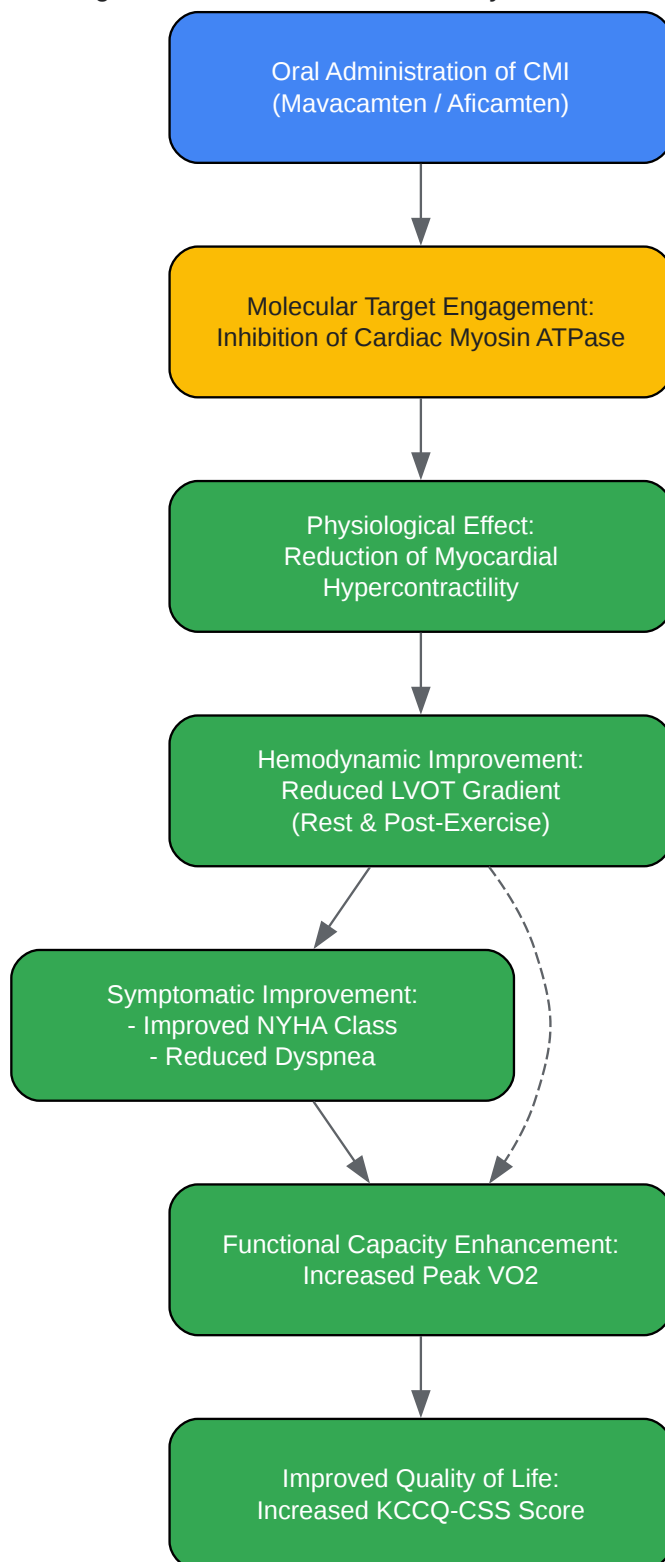 Oral Administration of CMI
(Mavacamten / Aficamten)
Molecular Target Engagement:
Inhibition of Cardiac Myosin ATPase
Physiological Effect:
Reduction of Myocardial
Hypercontractility
Hemodynamic Improvement:
Reduced LVOT Gradient
(Rest & Post-Exercise)
Symptomatic Improvement:
- Improved NYHA Class
- Reduced Dyspnea
Functional Capacity Enhancement:
Increased Peak VO2
Improved Quality of Life:
Increased KCCQ-CSS Score